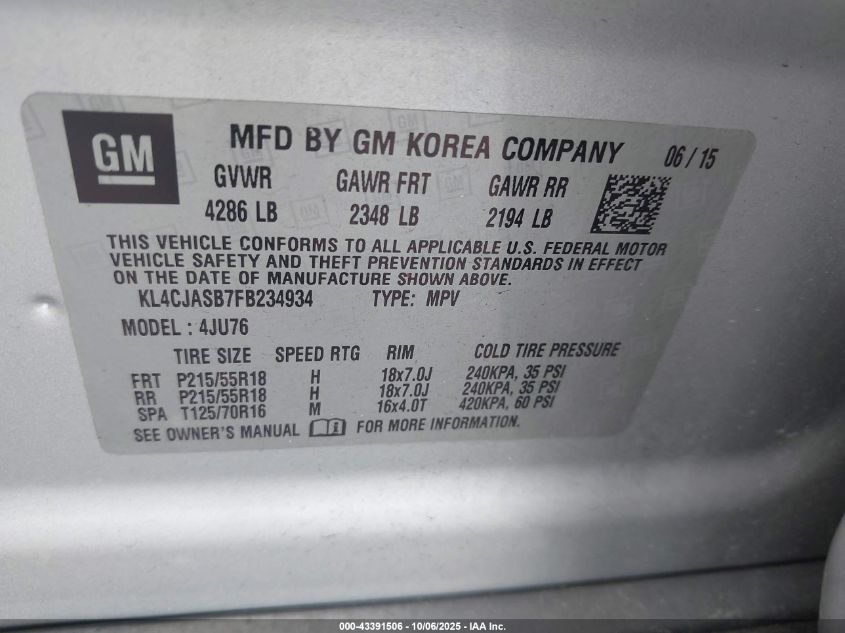 GM
MFD BY GM KOREA COMPANY 06 / 15
GVWR GAWR FRT GAWR RR
4286 LB 2348 LB 2194 LB
THIS VEHICLE CONFORMS TO ALL APPLICABLE U.S. FEDERAL MOTOR
VEHICLE SAFETY AND THEFT PREVENTION STANDARDS IN EFFECT
ON THE DATE OF MANUFACTURE SHOWN ABOVE.
KL4CJASB7FB234934 TYPE: MPV
MODEL : 4JU76
TIRE SIZE SPEED RTG RIM COLD TIRE PRESSURE
FRT P215/55R18 H 18x7.0J 240KPA, 35 PSI
RR P215/55R18 H 18x7.0J 240KPA, 35 PSI
SPA T125/70R16 M 16x4.0T 420KPA, 60 PSI
SEE OWNER'S MANUAL FOR MORE INFORMATION.
000-43391506 - 10/06/2025 - IAA Inc.